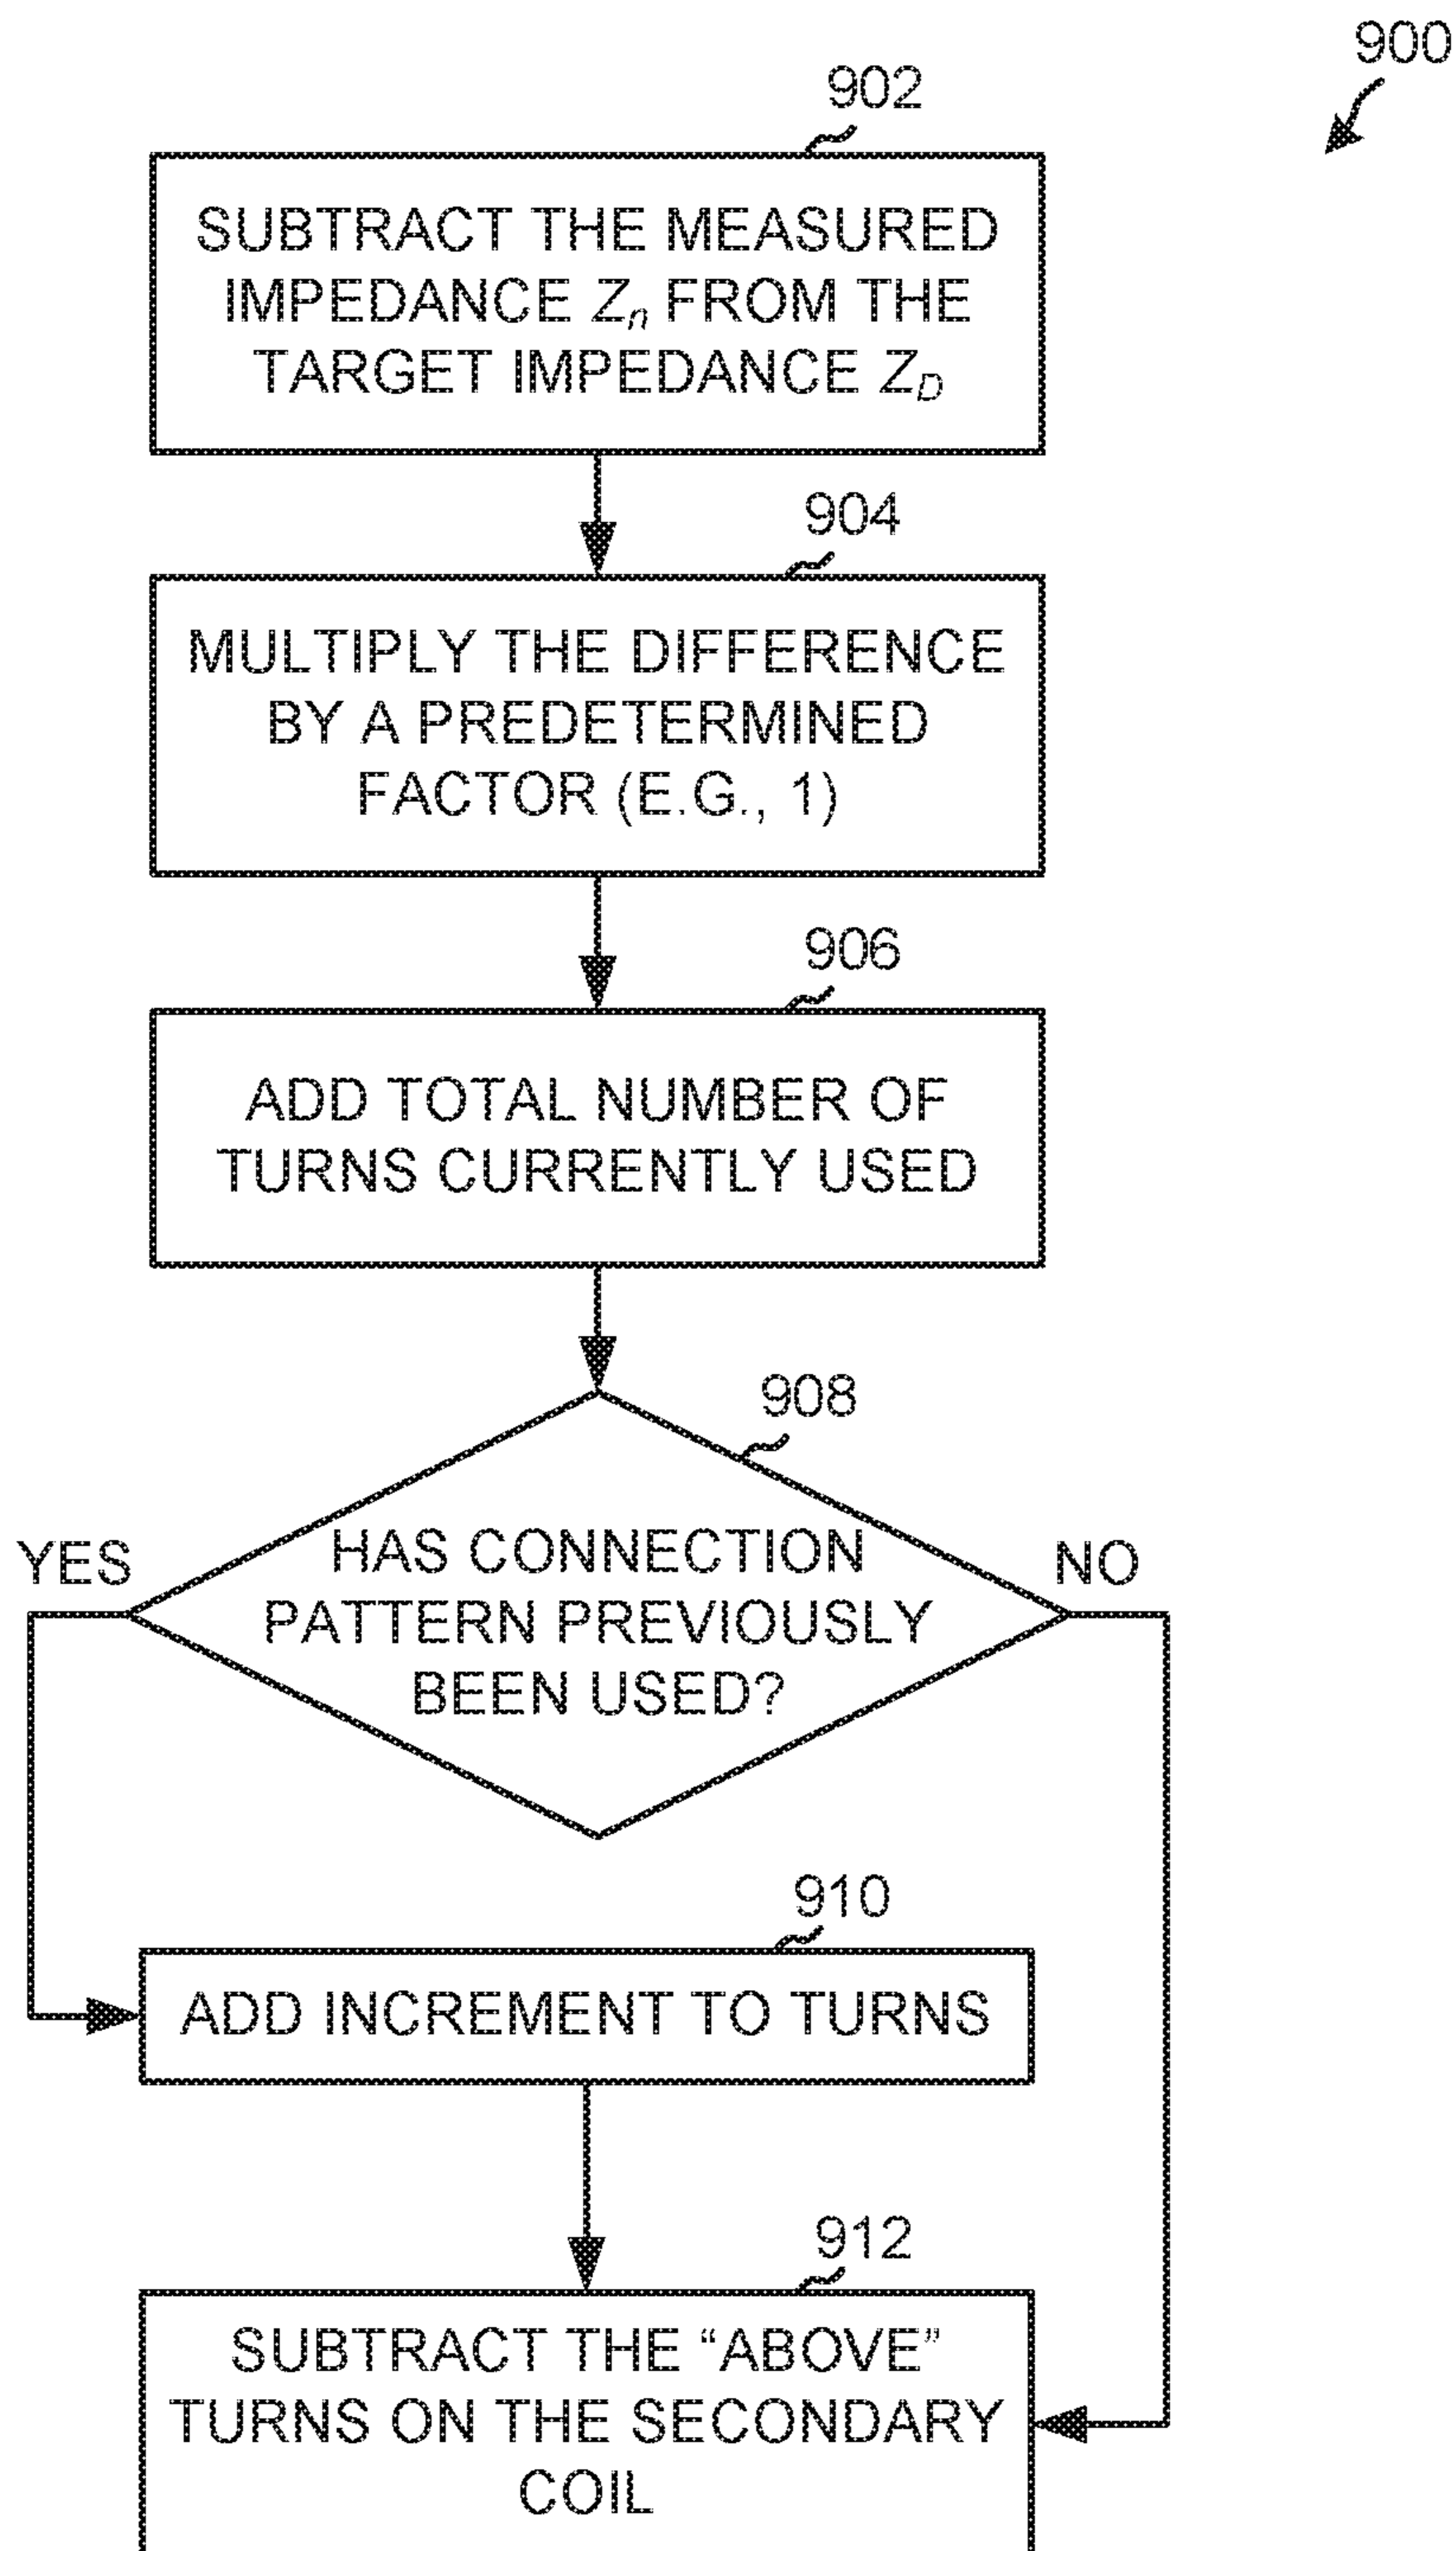 900
902
SUBTRACT THE MEASURED
IMPEDANCE Zn FROM THE
TARGET IMPEDANCE ZD
904
MULTIPLY THE DIFFERENCE
BY A PREDETERMINED
FACTOR (E.G., 1)
906
ADD TOTAL NUMBER OF
TURNS CURRENTLY USED
908
HAS CONNECTION
PATTERN PREVIOUSLY
BEEN USED?
YES
NO
910
ADD INCREMENT TO TURNS
912
SUBTRACT THE “ABOVE”
TURNS ON THE SECONDARY
COIL